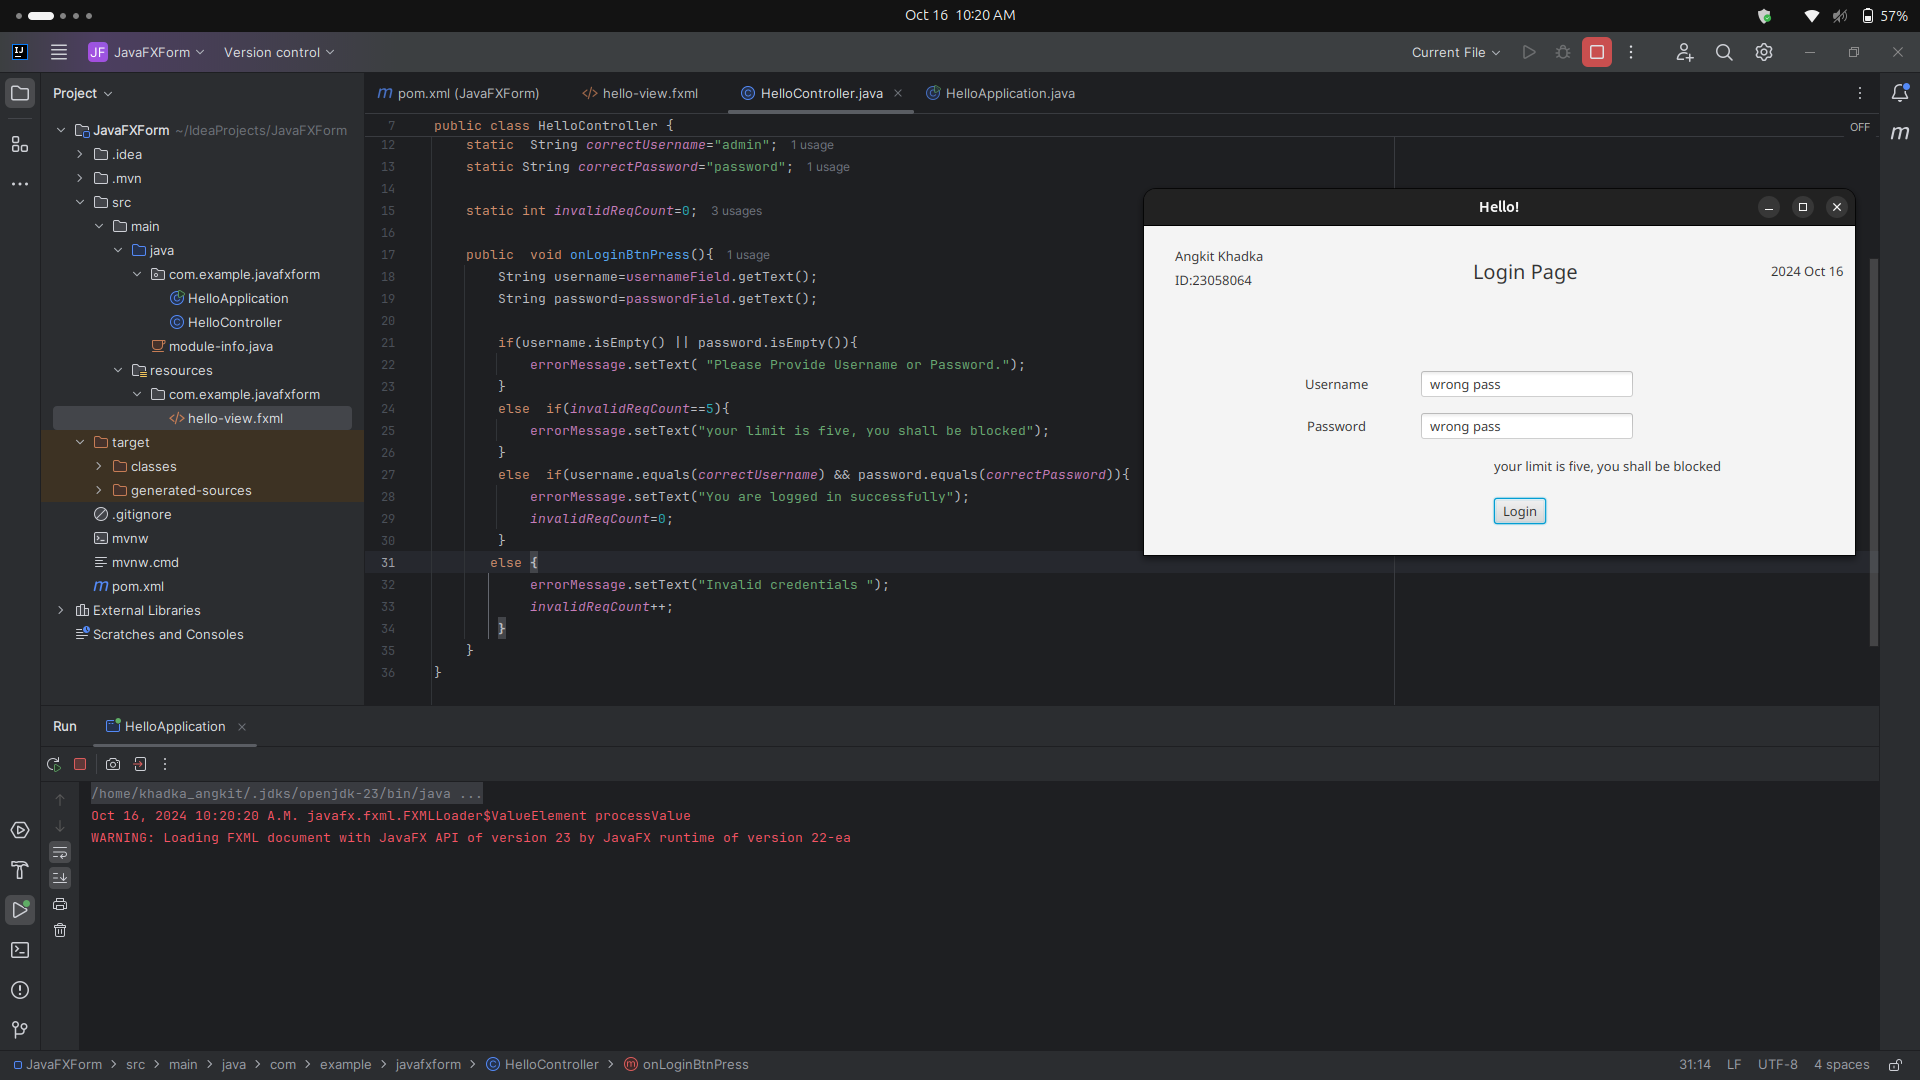 Oct 16 10:20 AM
57%
JF JavaFXForm
Version control
Current File
Project
pom.xml (JavaFXForm)
hello-view.fxml
HelloController.java
HelloApplication.java
JavaFXForm ~/IdeaProjects/JavaFXForm
.idea
.mvn
src
main
java
com.example.javafxform
HelloApplication
HelloController
module-info.java
resources
com.example.javafxform
hello-view.fxml
target
classes
generated-sources
.gitignore
mvnw
mvnw.cmd
pom.xml
External Libraries
Scratches and Consoles
OFF
7 public class HelloController {
12 static  String correctUsername="admin"; 1 usage
13 static String correctPassword="password"; 1 usage
14
15 static int invalidReqCount=0; 3 usages
16
17 public  void onLoginBtnPress(){ 1 usage
18 String username=usernameField.getText();
19 String password=passwordField.getText();
20
21 if(username.isEmpty() || password.isEmpty()){
22 errorMessage.setText( "Please Provide Username or Password.");
23 }
24 else  if(invalidReqCount==5){
25 errorMessage.setText("your limit is five, you shall be blocked");
26 }
27 else  if(username.equals(correctUsername) && password.equals(correctPassword)){
28 errorMessage.setText("You are logged in successfully");
29 invalidReqCount=0;
30 }
31 else {
32 errorMessage.setText("Invalid credentials ");
33 invalidReqCount++;
34 }
35 }
36 }
Hello!
Angkit Khadka
ID:23058064
Login Page
2024 Oct 16
Username wrong pass
Password wrong pass
your limit is five, you shall be blocked
Login
Run
HelloApplication
/home/khadka_angkit/.jdks/openjdk-23/bin/java ...
Oct 16, 2024 10:20:20 A.M. javafx.fxml.FXMLLoader$ValueElement processValue
WARNING: Loading FXML document with JavaFX API of version 23 by JavaFX runtime of version 22-ea
JavaFXForm > src > main > java > com > example > javafxform > HelloController > onLoginBtnPress
31:14 LF UTF-8 4 spaces